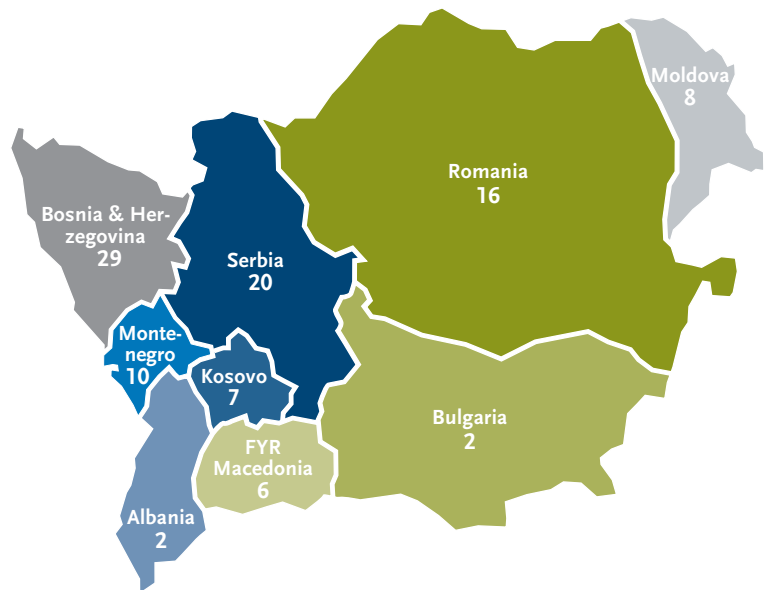 Moldova
8
Romania
16
Bosnia & Her-
zegovina
29
Serbia
20
Monte-
negro
10
Kosovo
7
Bulgaria
2
FYR
Macedonia
6
Albania
2